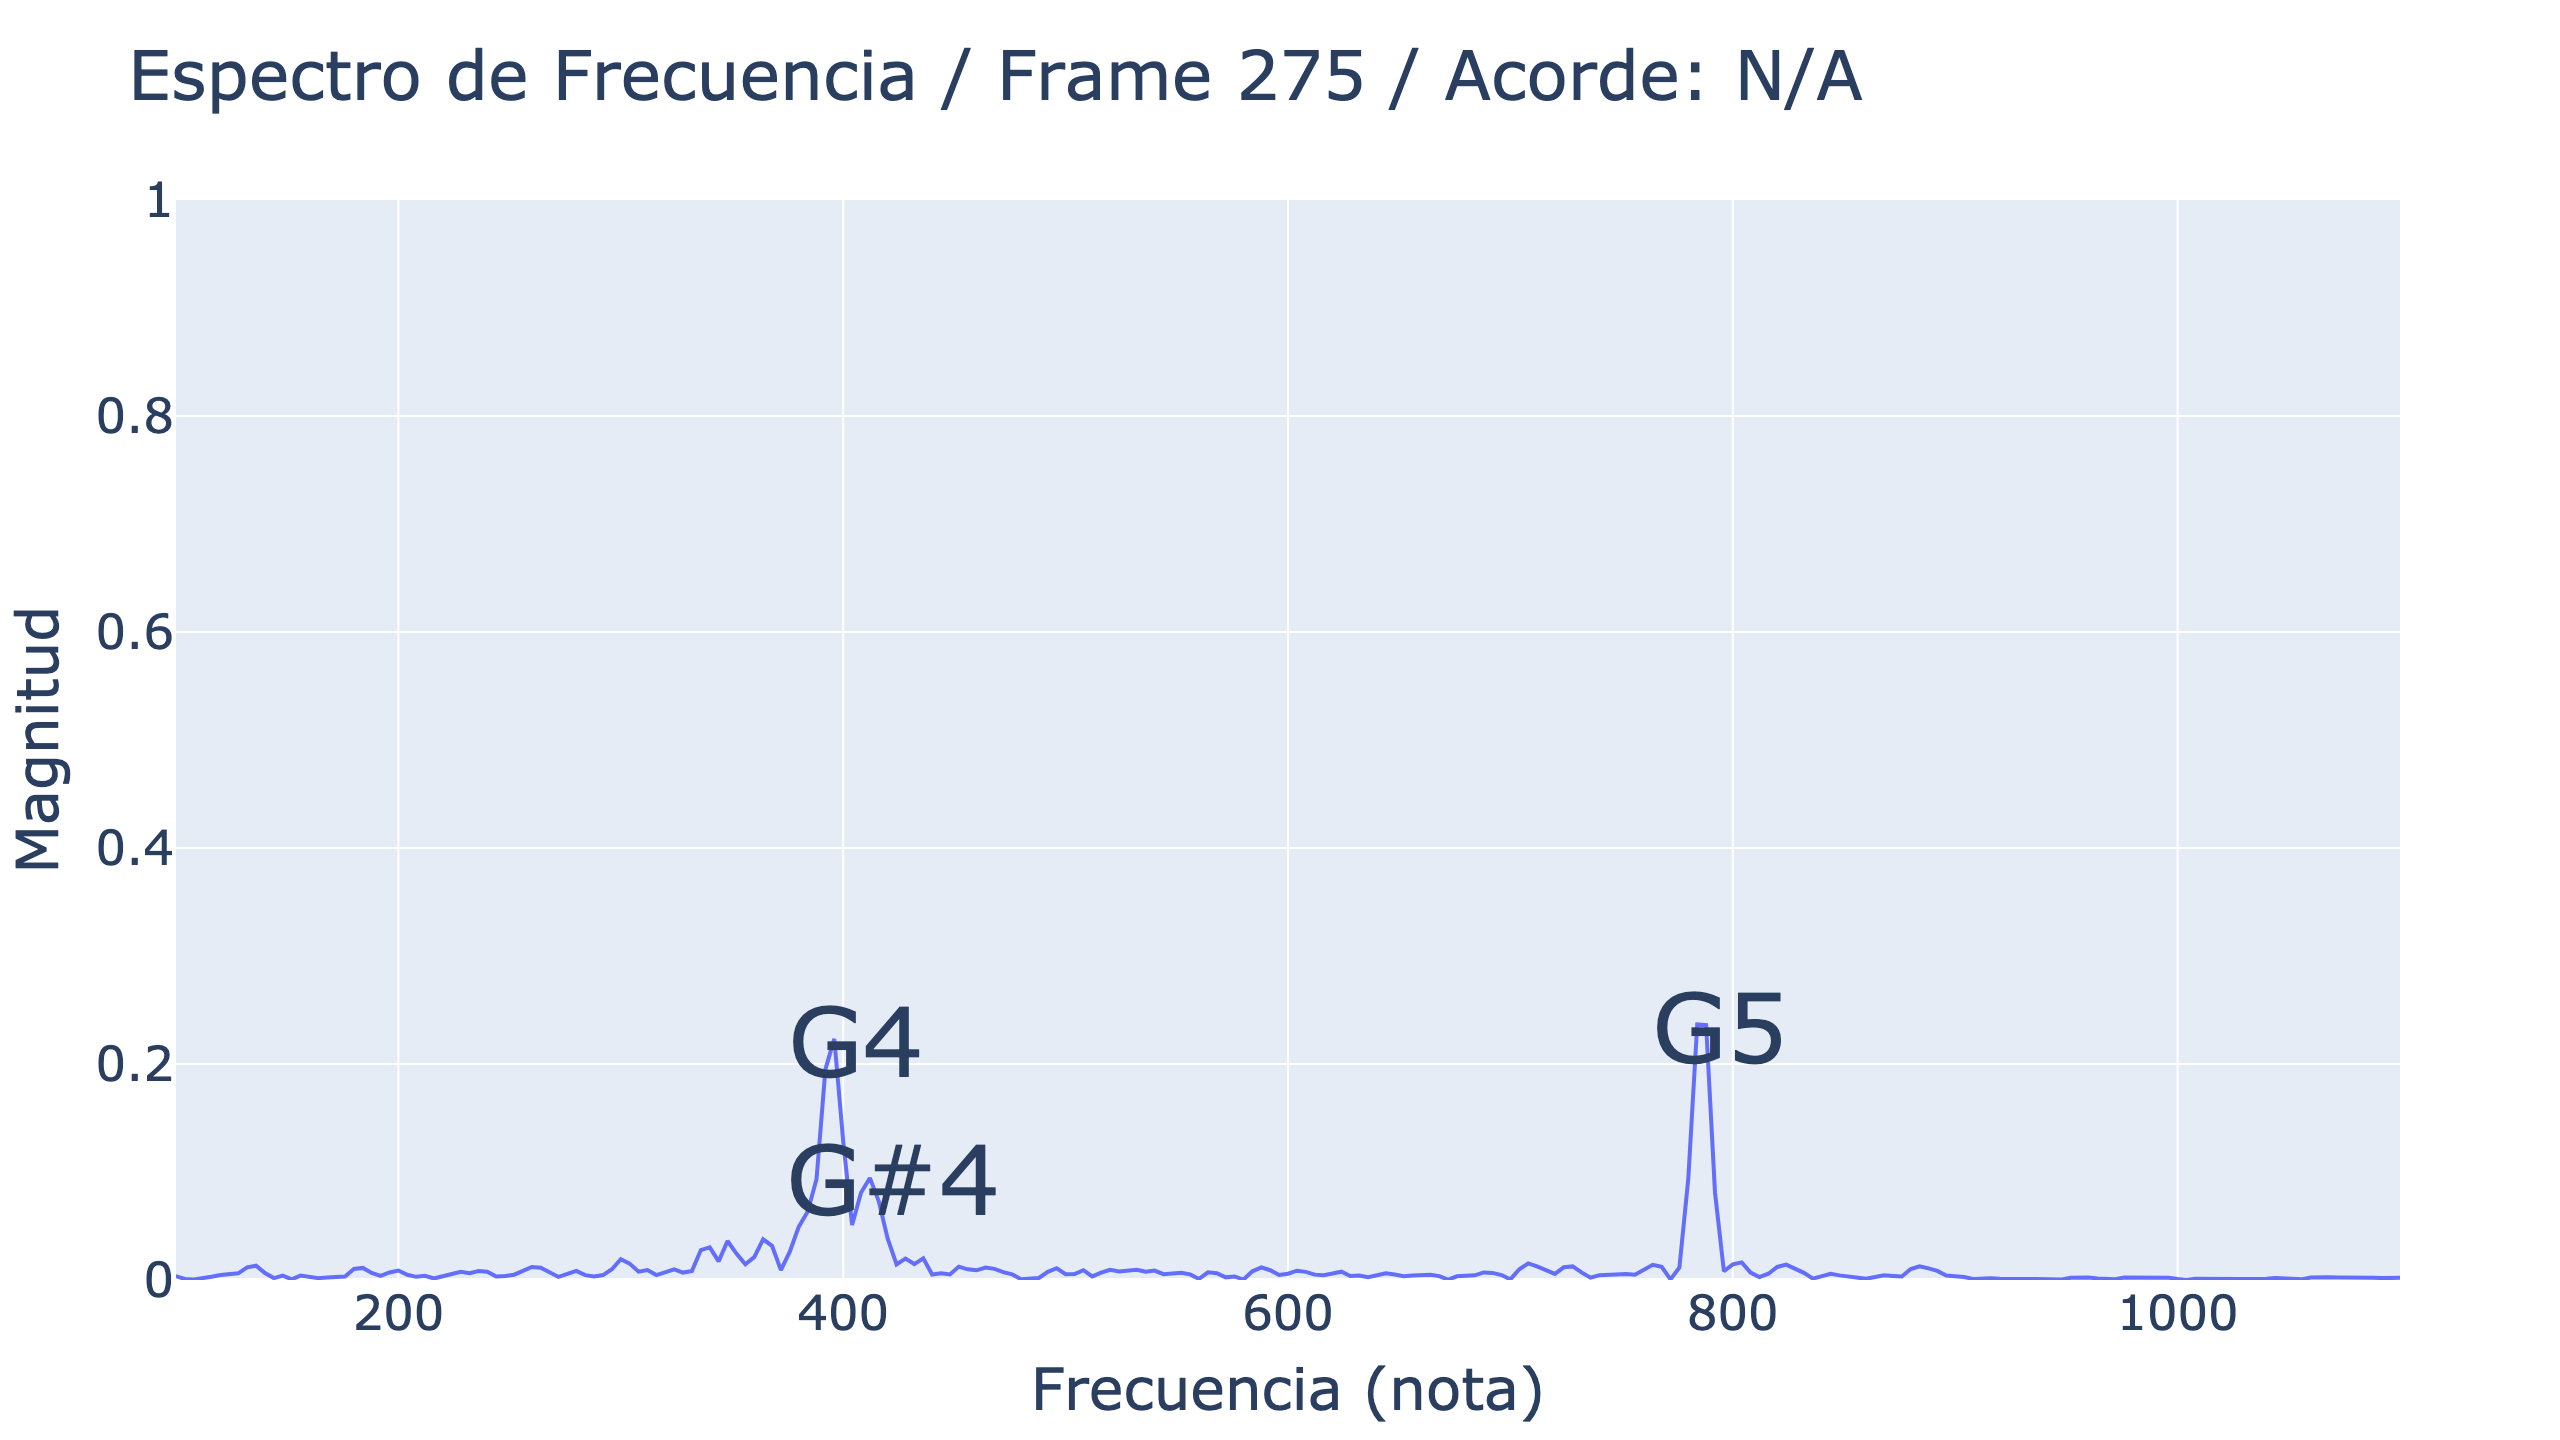 Espectro de Frecuencia / Frame 275 / Acorde: N/A
1
0.8
0.6
0.4
0.2
0
Magnitud
G4
G#4
G5
200 400 600 800 1000
Frecuencia (nota)